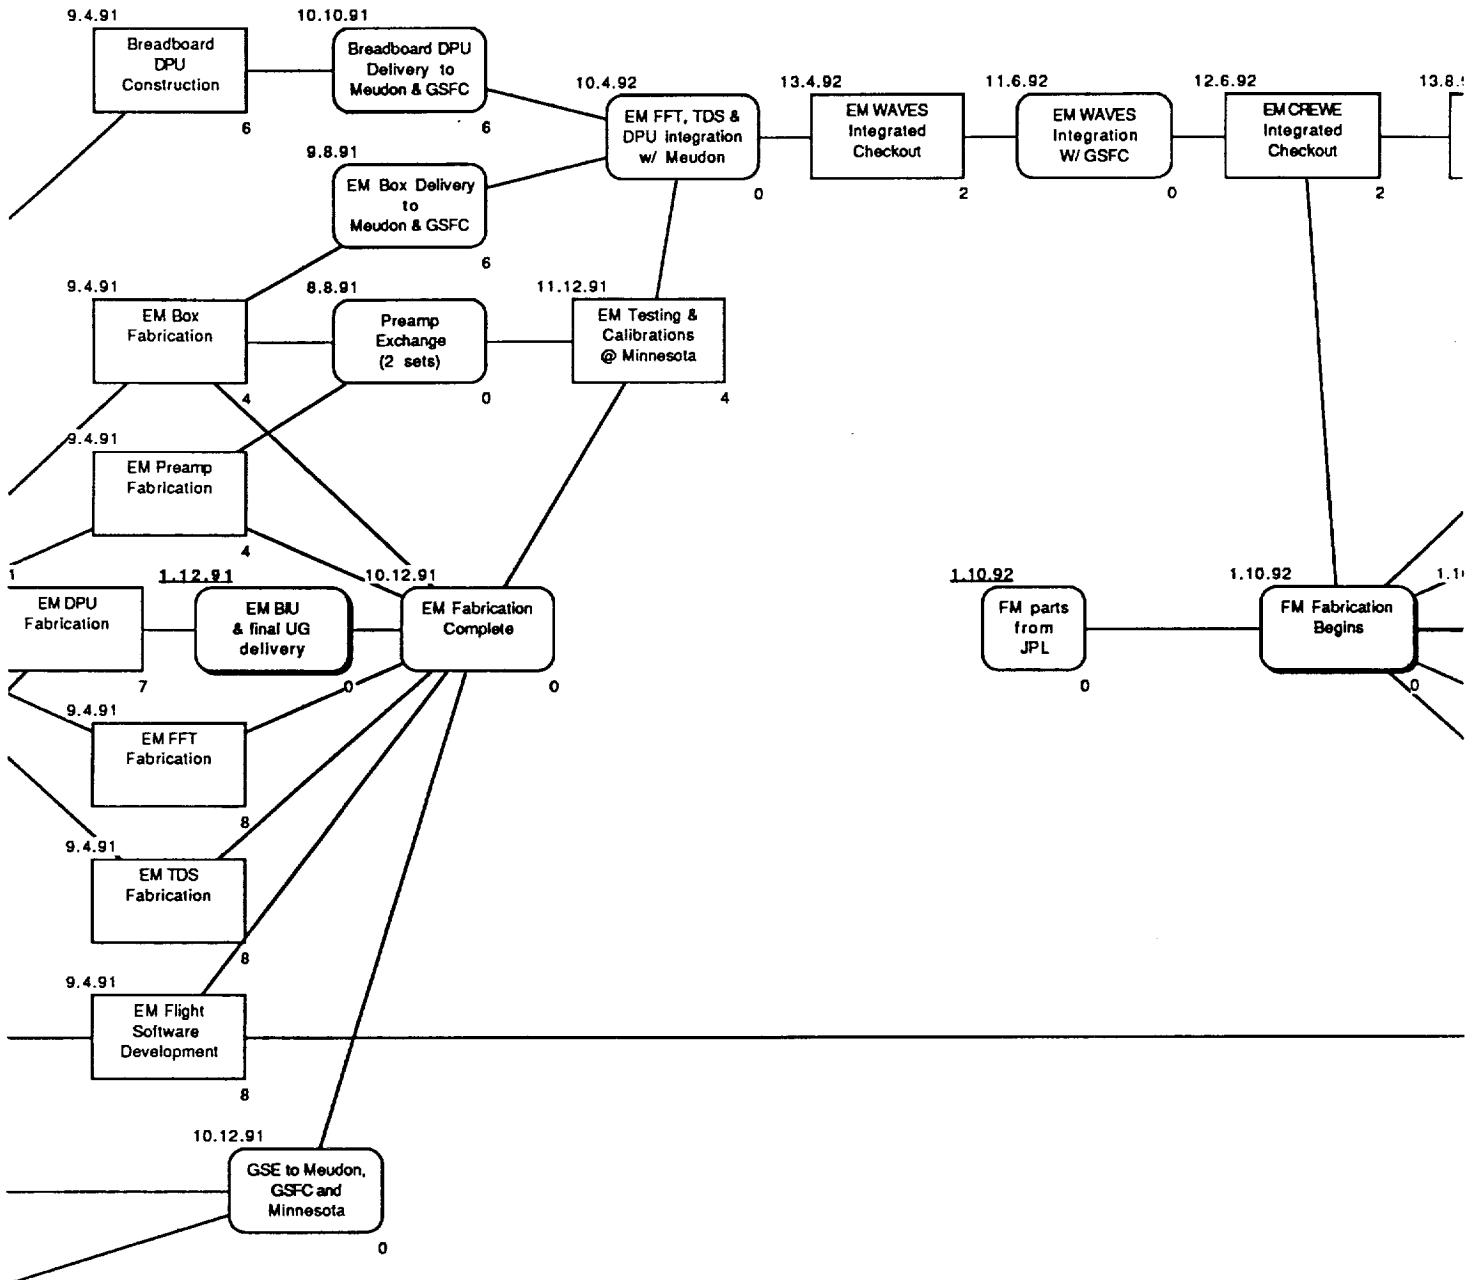 9.4.91
Breadboard
DPU
Construction
6
10.10.91
Breadboard DPU
Delivery to
Meudon & GSFC
6
9.8.91
EM Box Delivery
to
Meudon & GSFC
6
10.4.92
EM FFT, TDS &
DPU integration
w/ Meudon
0
13.4.92
EM WAVES
Integrated
Checkout
2
11.6.92
EM WAVES
Integration
W/ GSFC
0
12.6.92
EM CREWE
Integrated
Checkout
2
13.8.
9.4.91
EM Box
Fabrication
4
8.8.91
Preamp
Exchange
(2 sets)
0
11.12.91
EM Testing &
Calibrations
@ Minnesota
4
9.4.91
EM Preamp
Fabrication
4
1
EM DPU
Fabrication
7
1.12.91
EM BIU
& final UG
delivery
0
10.12.91
EM Fabrication
Complete
0
1.10.92
FM parts
from
JPL
0
1.10.92
FM Fabrication
Begins
0
9.4.91
EM FFT
Fabrication
8
9.4.91
EM TDS
Fabrication
8
9.4.91
EM Flight
Software
Development
8
10.12.91
GSE to Meudon,
GSFC and
Minnesota
0